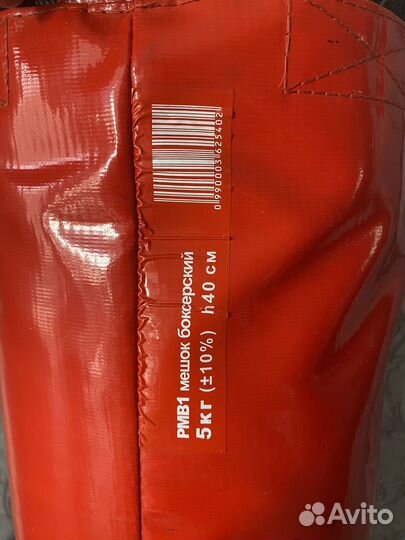 0990003625402
PMB1 мешок боксерский
5кг (±10%) h40 см
Avito